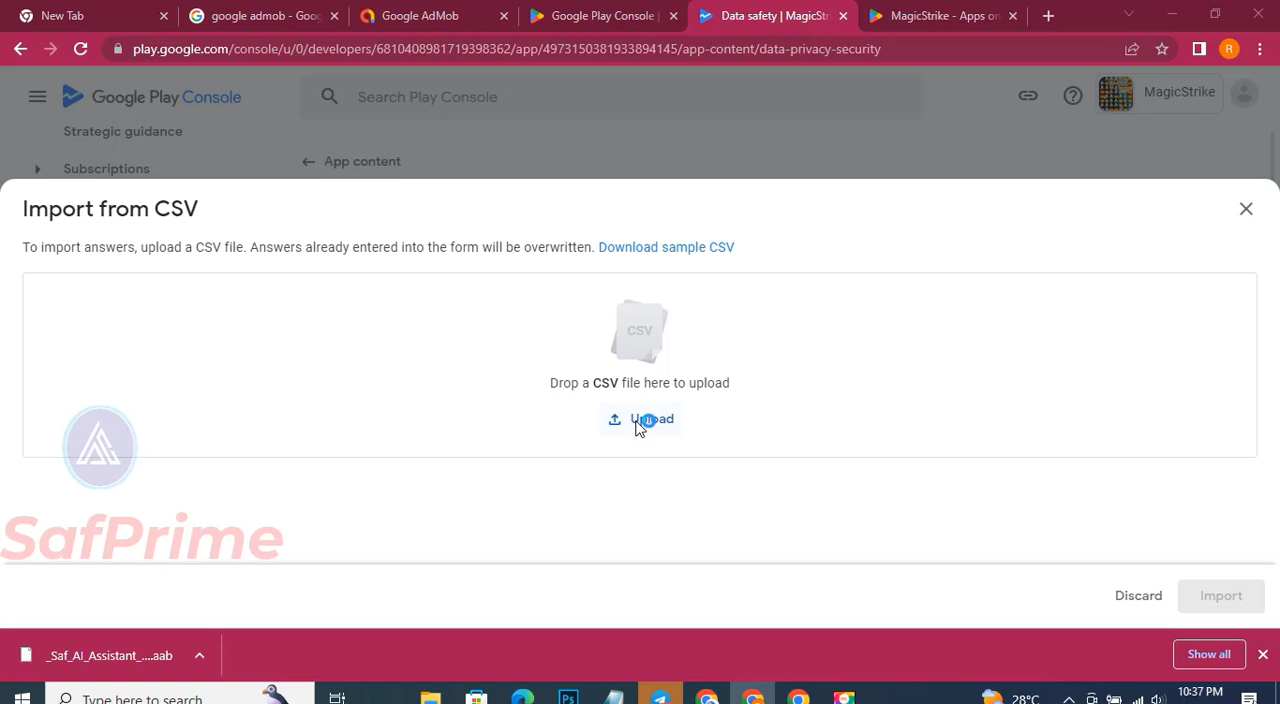 New Tab
google admob - Goog
Google AdMob
Google Play Console |
Data safety | MagicStr
MagicStrike - Apps on
play.google.com/console/u/0/developers/6810408981719398362/app/4973150381933894145/app-content/data-privacy-security
R
Google Play Console
Search Play Console
MagicStrike
Strategic guidance
Subscriptions
App content
Import from CSV
To import answers, upload a CSV file. Answers already entered into the form will be overwritten. Download sample CSV
CSV
Drop a CSV file here to upload
Upload
SafPrime
Discard
Import
_Saf_AI_Assistant_....aab
Show all
Type here to search
Ps
28°C
10:37 PM